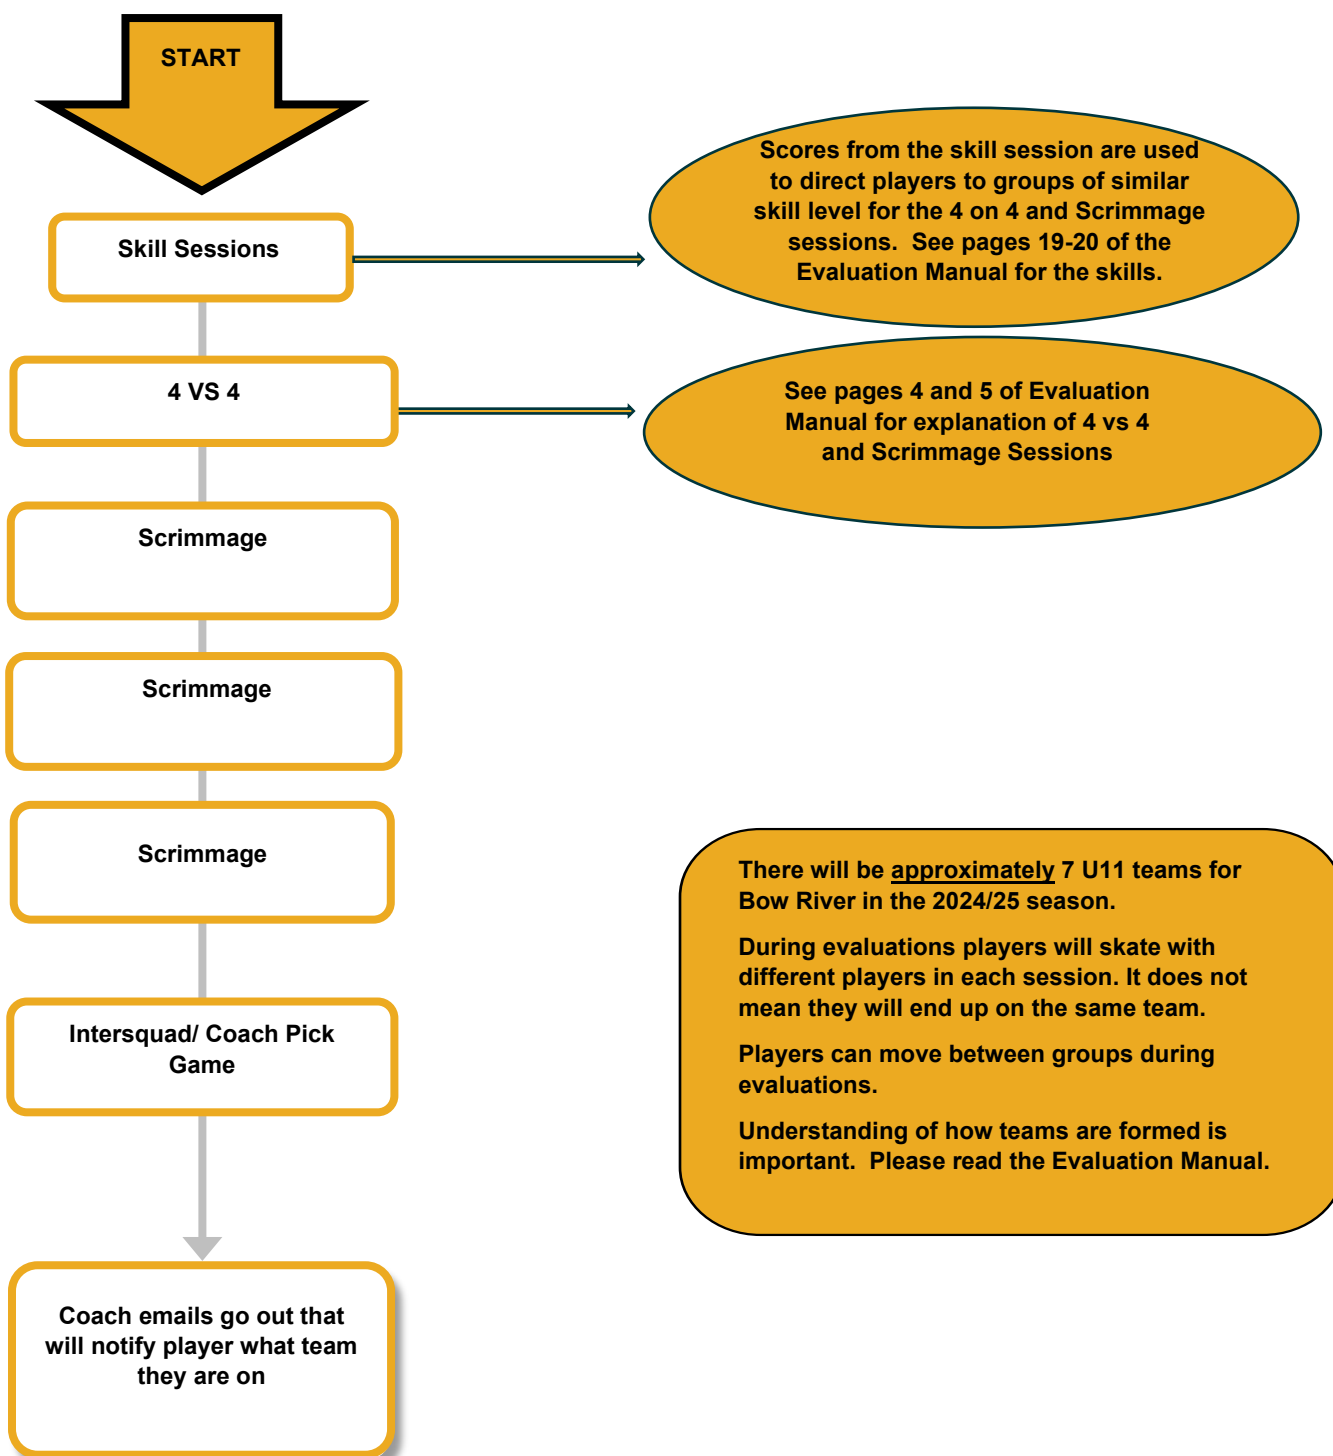 START
Skill Sessions
Scores from the skill session are used
to direct players to groups of similar
skill level for the 4 on 4 and Scrimmage
sessions.  See pages 19-20 of the
Evaluation Manual for the skills.
4 VS 4
See pages 4 and 5 of Evaluation
Manual for explanation of 4 vs 4
and Scrimmage Sessions
Scrimmage
Scrimmage
Scrimmage
Intersquad/ Coach Pick
Game
Coach emails go out that
will notify player what team
they are on
There will be approximately 7 U11 teams for
Bow River in the 2024/25 season.
During evaluations players will skate with
different players in each session. It does not
mean they will end up on the same team.
Players can move between groups during
evaluations.
Understanding of how teams are formed is
important.  Please read the Evaluation Manual.